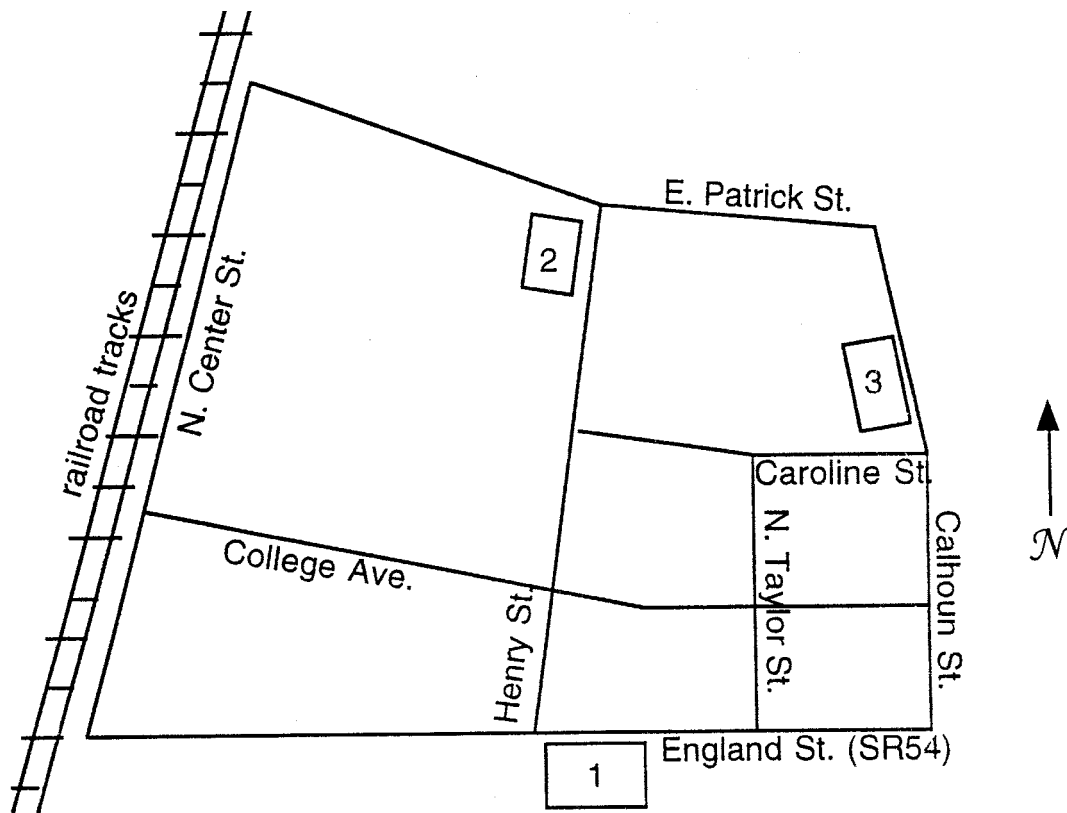 E. Patrick St.
2
N. Center St.
railroad tracks
3
Caroline St.
N. Taylor St.
Calhoun St.
N
College Ave.
Henry St.
England St. (SR54)
1